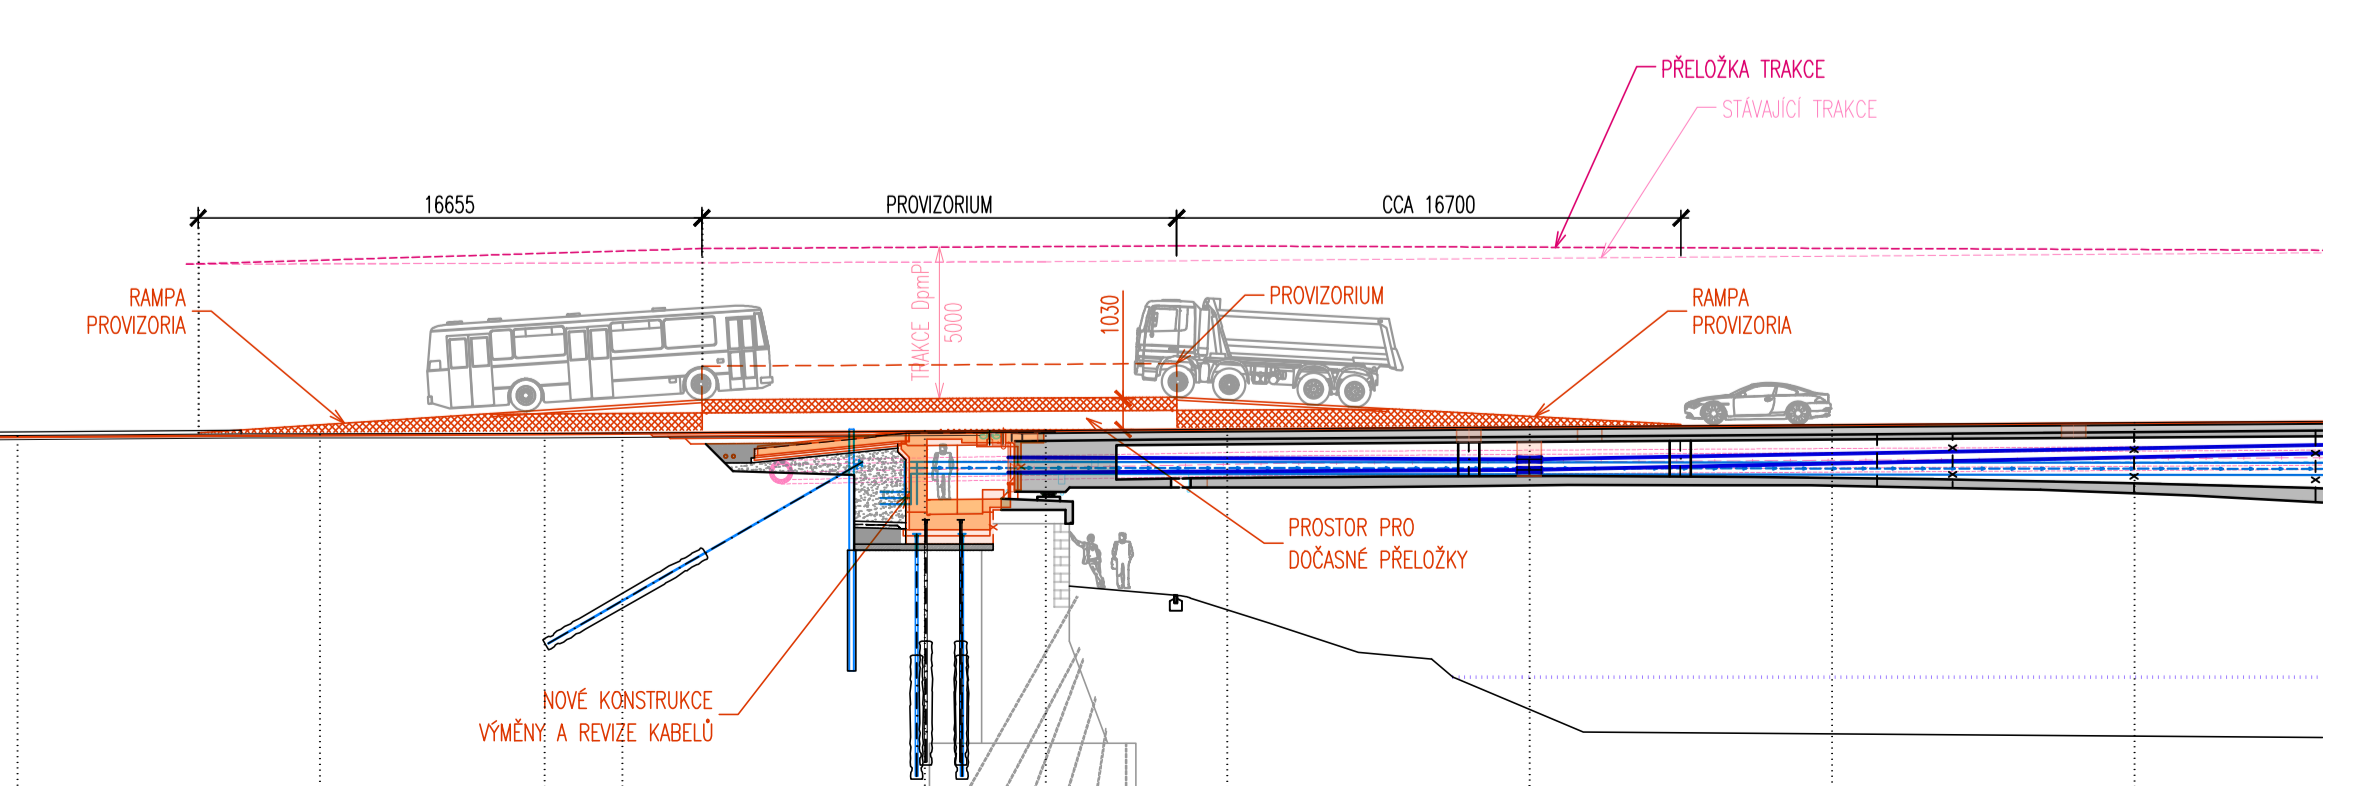 PŘELOŽKA TRAKCE
STÁVAJÍCÍ TRAKCE
16655
PROVIZORIUM
CCA 16700
RAMPA
PROVIZORIA
TRAKCE DpmP
5000
1030
PROVIZORIUM
RAMPA
PROVIZORIA
PROSTOR PRO
DOČASNÉ PŘELOŽKY
NOVÉ KONSTRUKCE
VÝMĚNY A REVIZE KABELŮ